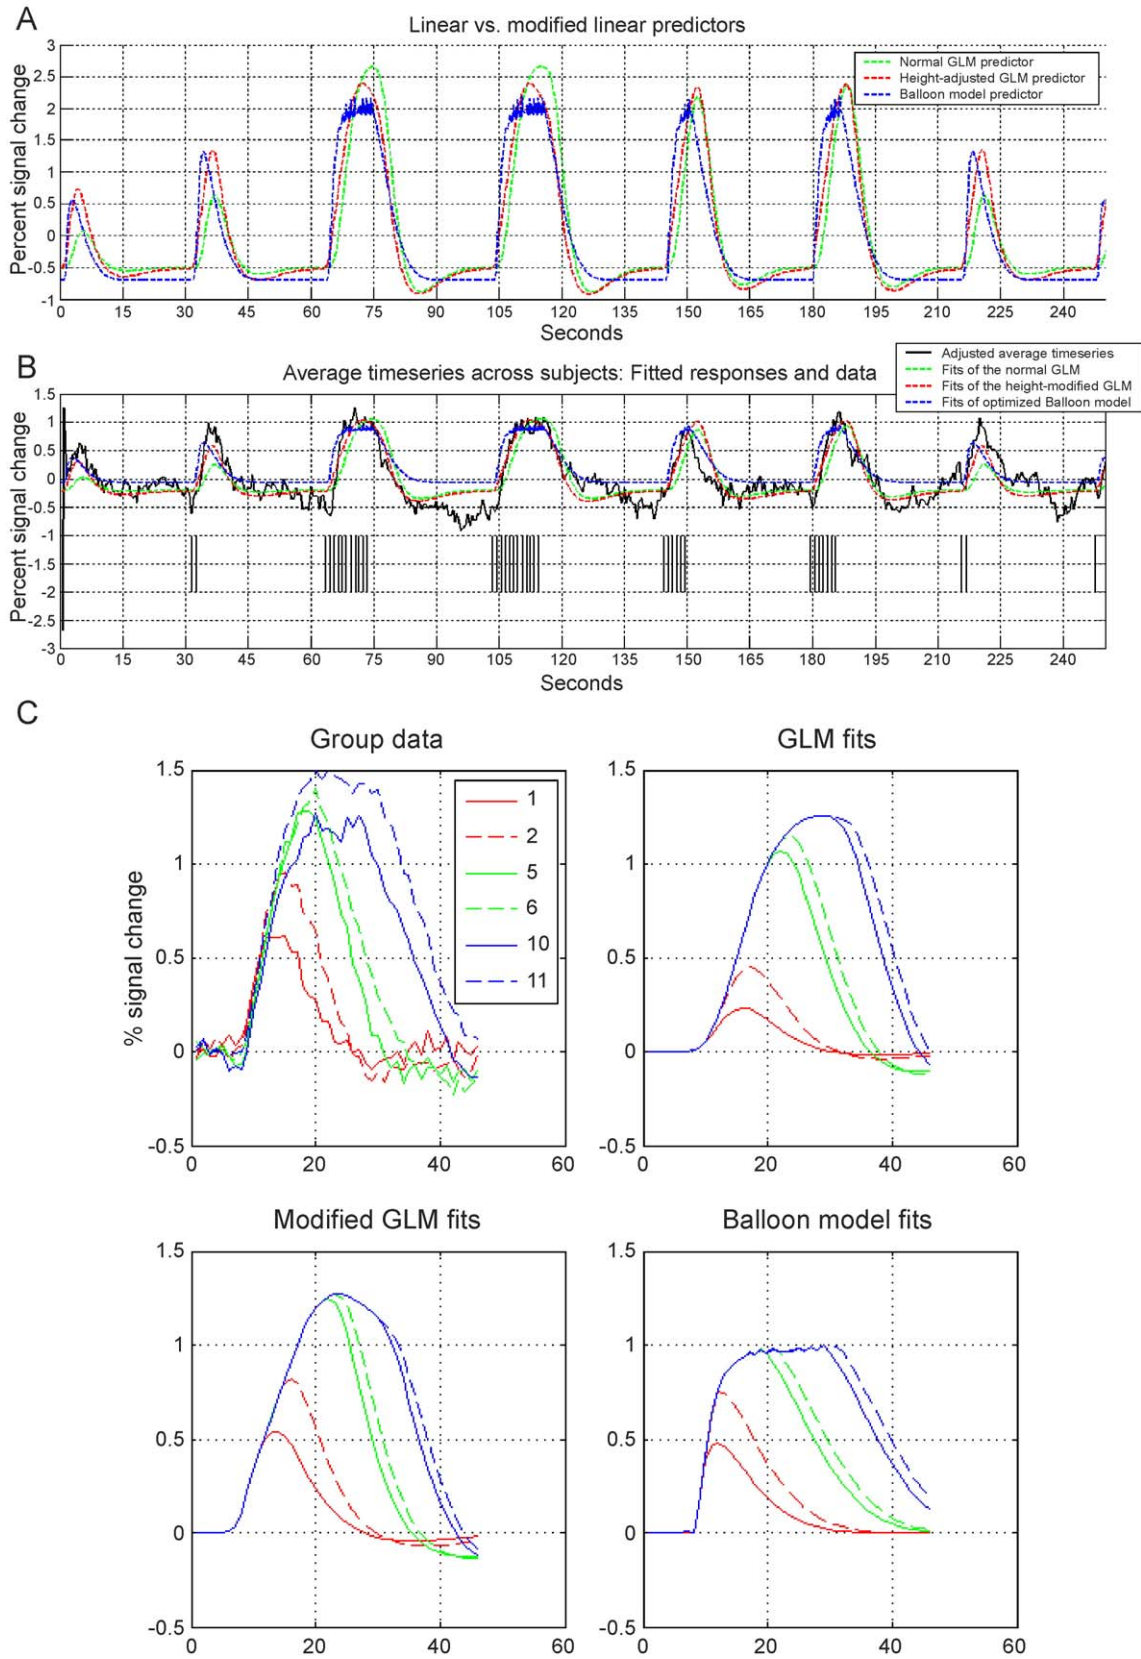 A
Linear vs. modified linear predictors
Percent signal change
3
2.5
2
1.5
1
0.5
0
-0.5
-1
Normal GLM predictor
Height-adjusted GLM predictor
Balloon model predictor
0 15 30 45 60 75 90 105 120 135 150 165 180 195 210 225 240
Seconds
B
Average timeseries across subjects: Fitted responses and data
Adjusted average timeseries
Fits of the normal GLM
Fits of the height-modified GLM
Fits of optimized Balloon model
Percent signal change
1.5
1
0.5
0
-0.5
-1
-1.5
-2
-2.5
-3
0 15 30 45 60 75 90 105 120 135 150 165 180 195 210 225 240
Seconds
C
Group data
% signal change
1.5
1
0.5
0
-0.5
1
2
5
6
10
11
0 20 40 60
GLM fits
1.5
1
0.5
0
-0.5
0 20 40 60
Modified GLM fits
1.5
1
0.5
0
-0.5
0 20 40 60
Balloon model fits
1.5
1
0.5
0
-0.5
0 20 40 60